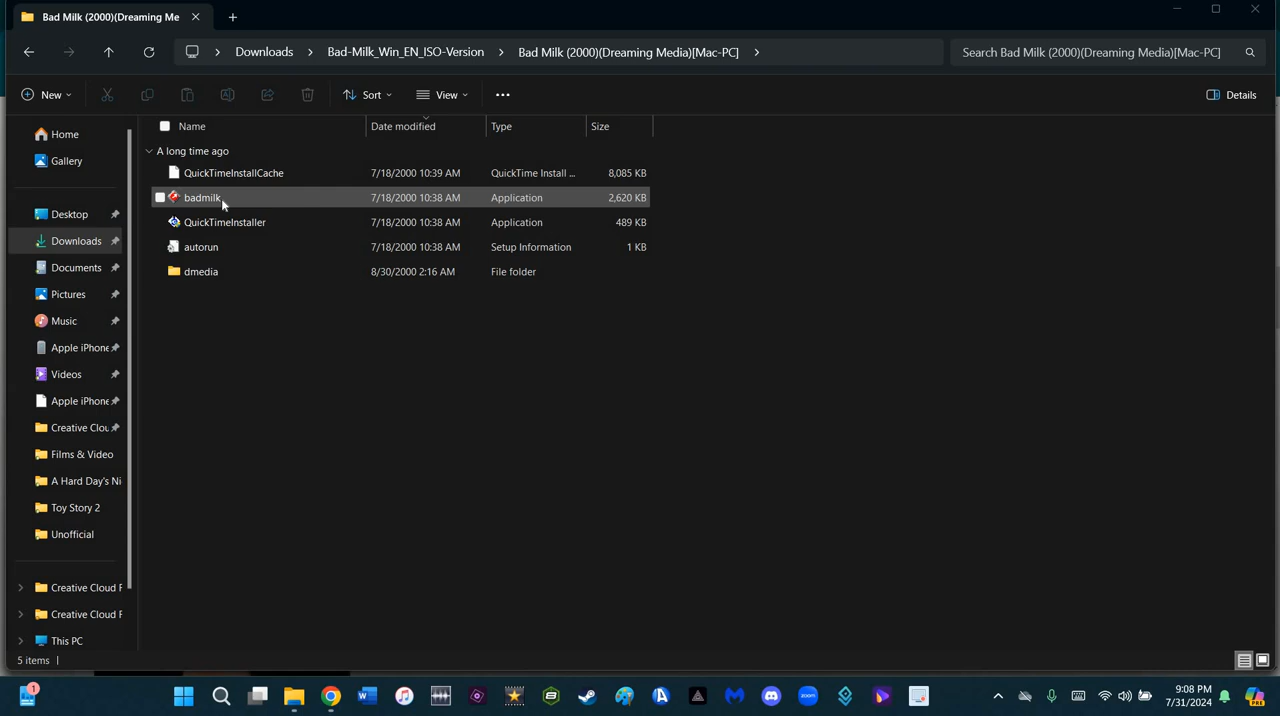 Bad Milk (2000)(Dreaming Me
Downloads > Bad-Milk_Win_EN_ISO-Version > Bad Milk (2000)(Dreaming Media)[Mac-PC] >
Search Bad Milk (2000)(Dreaming Media)[Mac-PC]
New
Sort
View
Details
Home
Gallery
Desktop
Downloads
Documents
Pictures
Music
Apple iPhone
Videos
Apple iPhone
Creative Clou
Films & Video
A Hard Day's Ni
Toy Story 2
Unofficial
Creative Cloud F
Creative Cloud F
This PC
Name Date modified Type Size
A long time ago
QuickTimeInstallCache 7/18/2000 10:39 AM QuickTime Install ... 8,085 KB
badmilk 7/18/2000 10:38 AM Application 2,620 KB
QuickTimeInstaller 7/18/2000 10:38 AM Application 489 KB
autorun 7/18/2000 10:38 AM Setup Information 1 KB
dmedia 8/30/2000 2:16 AM File folder
5 items
1
zoom
9:08 PM
7/31/2024
PRE